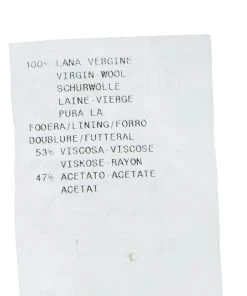 100% LANA VERGINE
VIRGIN-WOOL
SCHURWOLLE
LAINE-VIERGE
PURA LA
FODERA/LINING/FORRO
DOUBLURE/FUTTERAL
53% VISCOSA-VISCOSE
VISKOSE-RAYON
47% ACETATO-ACETATE
ACETAT